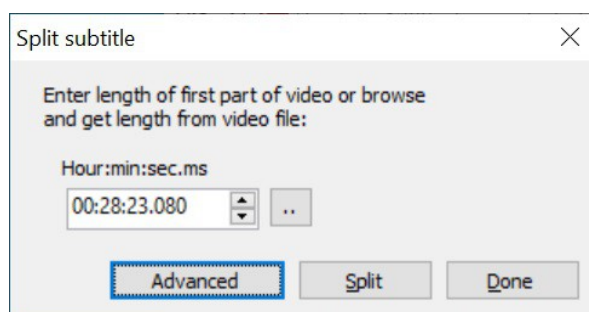 Split subtitle
Enter length of first part of video or browse
and get length from video file:
Hour:min:sec.ms
00:28:23.080 ..
Advanced Split Done